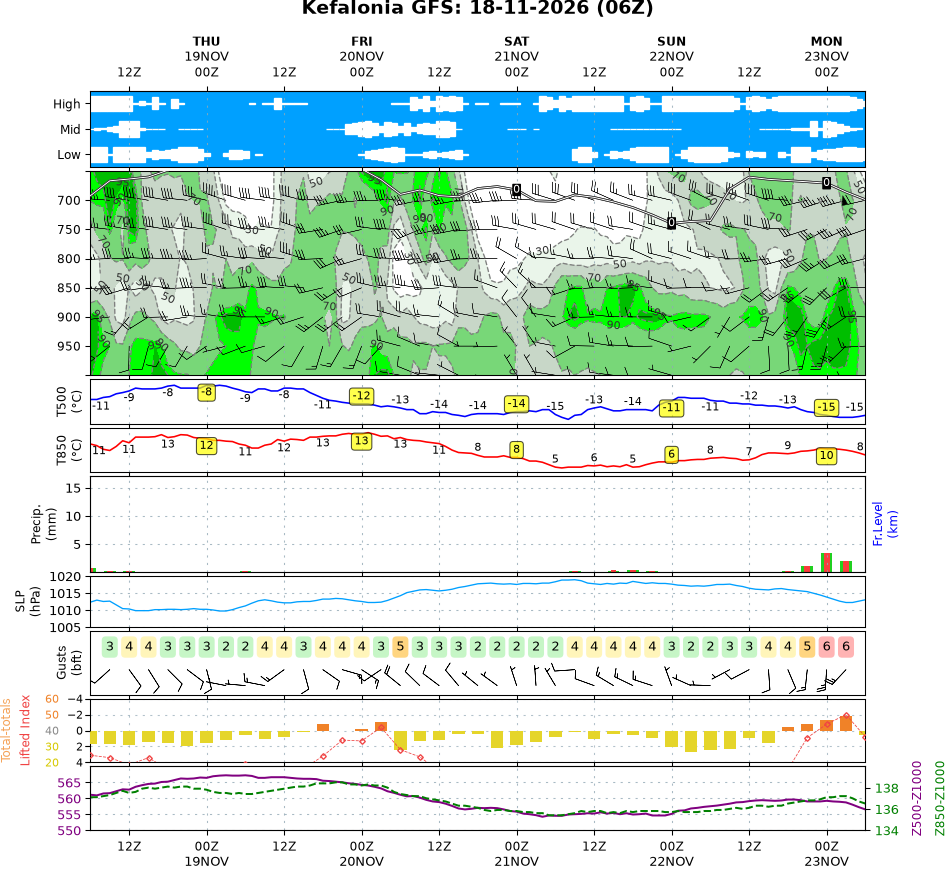 Kefalonia GFS: 18-11-2026 (06Z)
THU FRI SAT SUN MON
19NOV 20NOV 21NOV 22NOV 23NOV
12Z 00Z 12Z 00Z 12Z 00Z 12Z 00Z 12Z 00Z
High
Mid
Low
700
750
800
850
900
950
0 0 0
T500 (°C)
-11 -9 -8 -8 -9 -8 -11 -12 -13 -14 -14 -14 -15 -13 -14 -11 -11 -12 -13 -15 -15
T850 (°C)
11 11 13 12 11 12 13 13 13 11 8 8 5 6 5 6 8 7 9 10 8
Precip. (mm)
15
10
5
Fr.Level (km)
SLP (hPa)
1020
1010
1005
Gusts (bft)
3 4 4 3 3 3 2 2 4 4 3 4 4 4 3 5 3 3 3 2 2 2 2 2 4 4 4 4 4 3 2 2 3 3 4 4 5 6 6
Total-totals
Lifted Index
60 −4
50 −2
40 0
30 2
20 4
565
560
555
550
138
136
134
Z500-Z1000
Z850-Z1000
12Z 00Z 12Z 00Z 12Z 00Z 12Z 00Z 12Z 00Z
19NOV 20NOV 21NOV 22NOV 23NOV